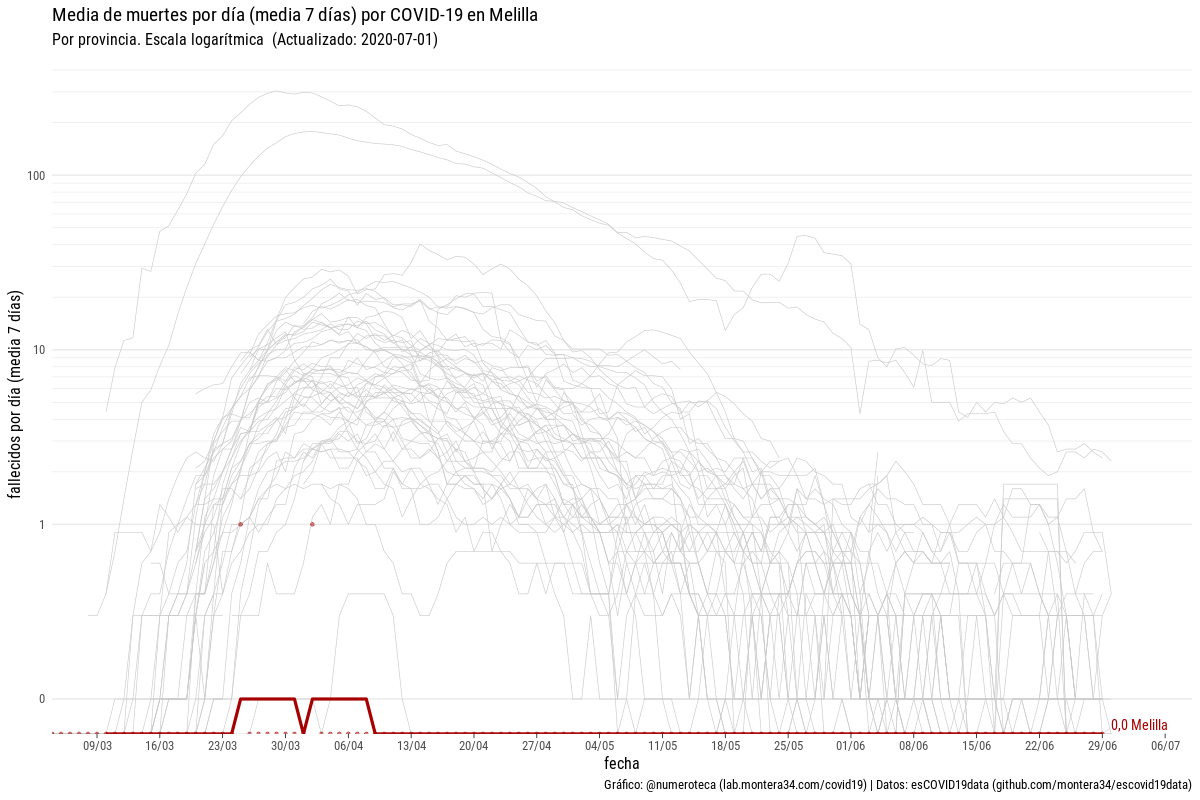 Media de muertes por día (media 7 días) por COVID-19 en Melilla
Por provincia. Escala logarítmica  (Actualizado: 2020-07-01)
fallecidos por día (media 7 días)
100
10
1
0
0,0 Melilla
09/03 16/03 23/03 30/03 06/04 13/04 20/04 27/04 04/05 11/05 18/05 25/05 01/06 08/06 15/06 22/06 29/06 06/07
fecha
Gráfico: @numeroteca (lab.montera34.com/covid19) | Datos: esCOVID19data (github.com/montera34/escovid19data)